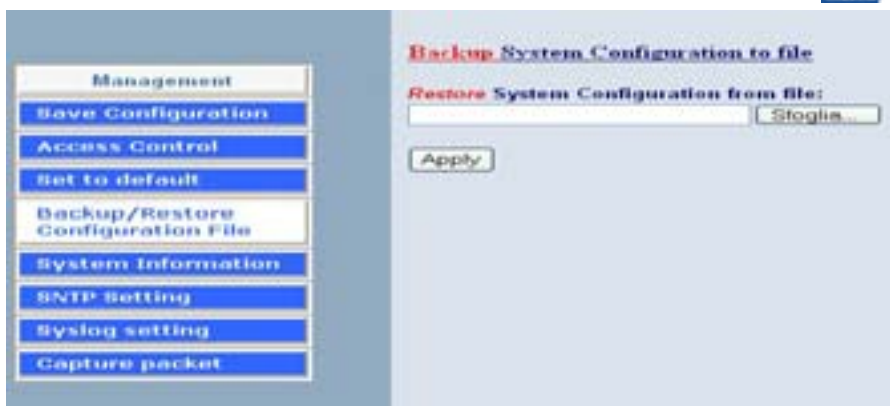 Management
Save Configuration
Access Control
Set to default
Backup/Restore
Configuration File
System Information
SNTP Setting
Syslog setting
Capture packet
Backup System Configuration to file
Restore System Configuration from file:
Sfoglia...
Apply